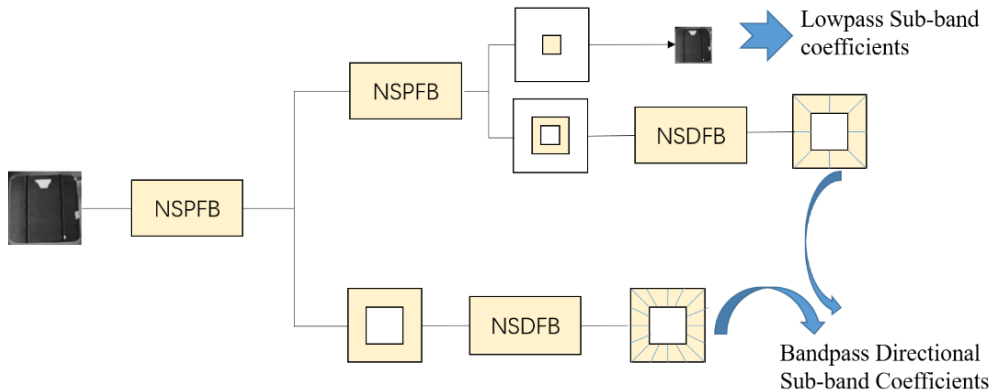 Lowpass Sub-band
coefficients
NSPFB
NSDFB
NSPFB
NSDFB
Bandpass Directional
Sub-band Coefficients